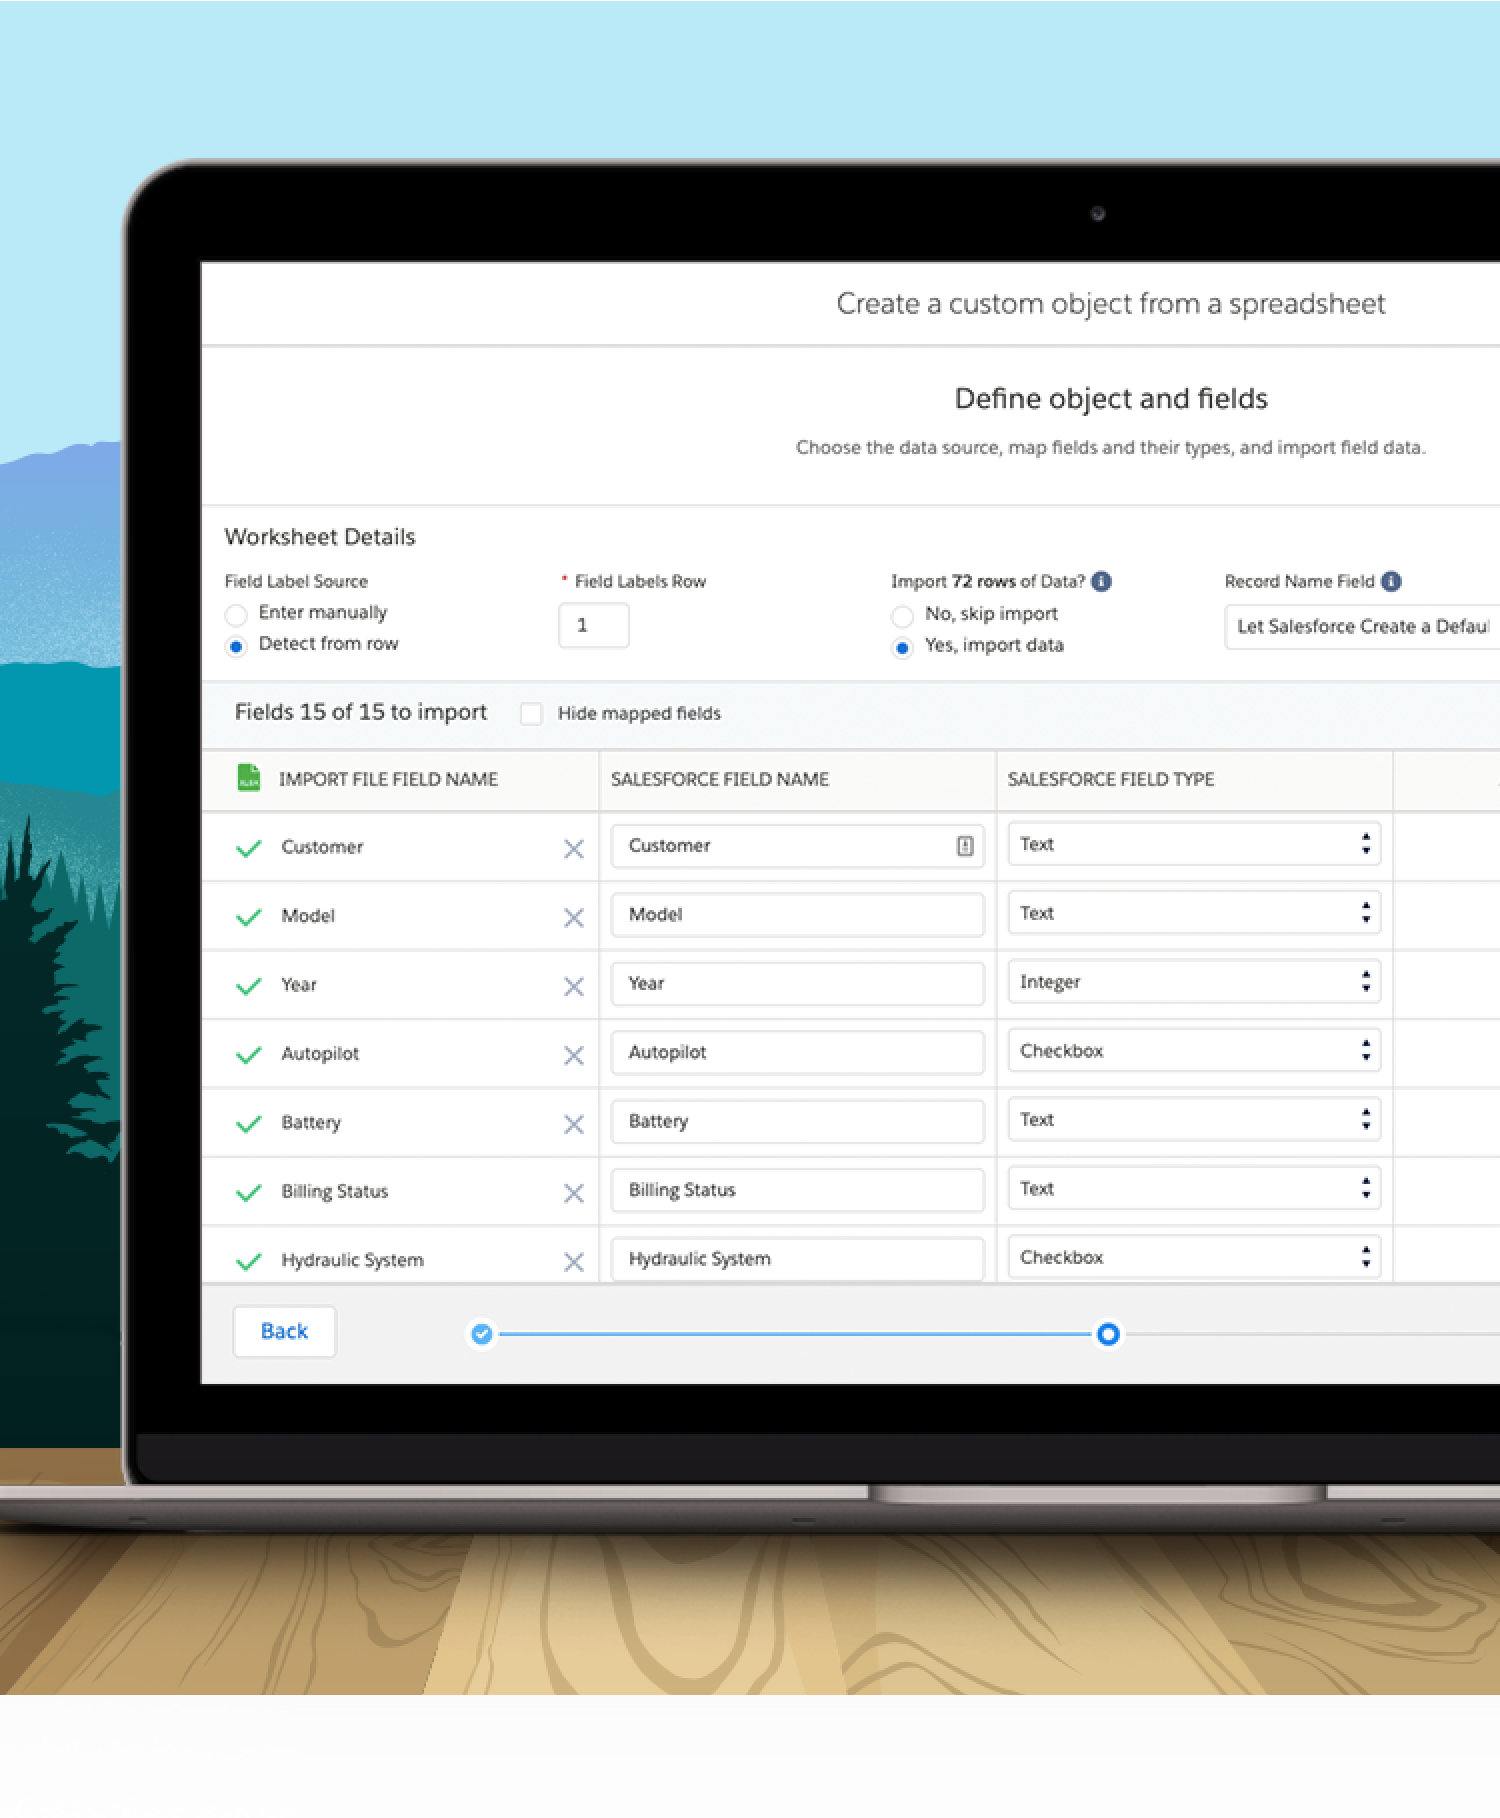 Create a custom object from a spreadsheet
Define object and fields
Choose the data source, map fields and their types, and import field data.
Worksheet Details
Field Label Source
Enter manually
Detect from row
* Field Labels Row
1
Import 72 rows of Data?
No, skip import
Yes, import data
Record Name Field
Let Salesforce Create a Defaul
Fields 15 of 15 to import
Hide mapped fields
IMPORT FILE FIELD NAME SALESFORCE FIELD NAME SALESFORCE FIELD TYPE
Customer Customer Text
Model Model Text
Year Year Integer
Autopilot Autopilot Checkbox
Battery Battery Text
Billing Status Billing Status Text
Hydraulic System Hydraulic System Checkbox
Back